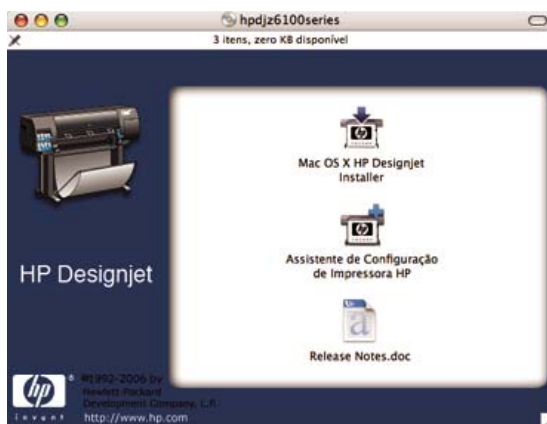 hpdjz6100series
3 itens, zero KB disponível
Mac OS X HP Designjet
Installer
Assistente de Configuração
de Impressora HP
Release Notes.doc
HP Designjet
hp
®
invent
©1992-2006 by
Hewlett-Packard
Development Company, L.P.
http://www.hp.com